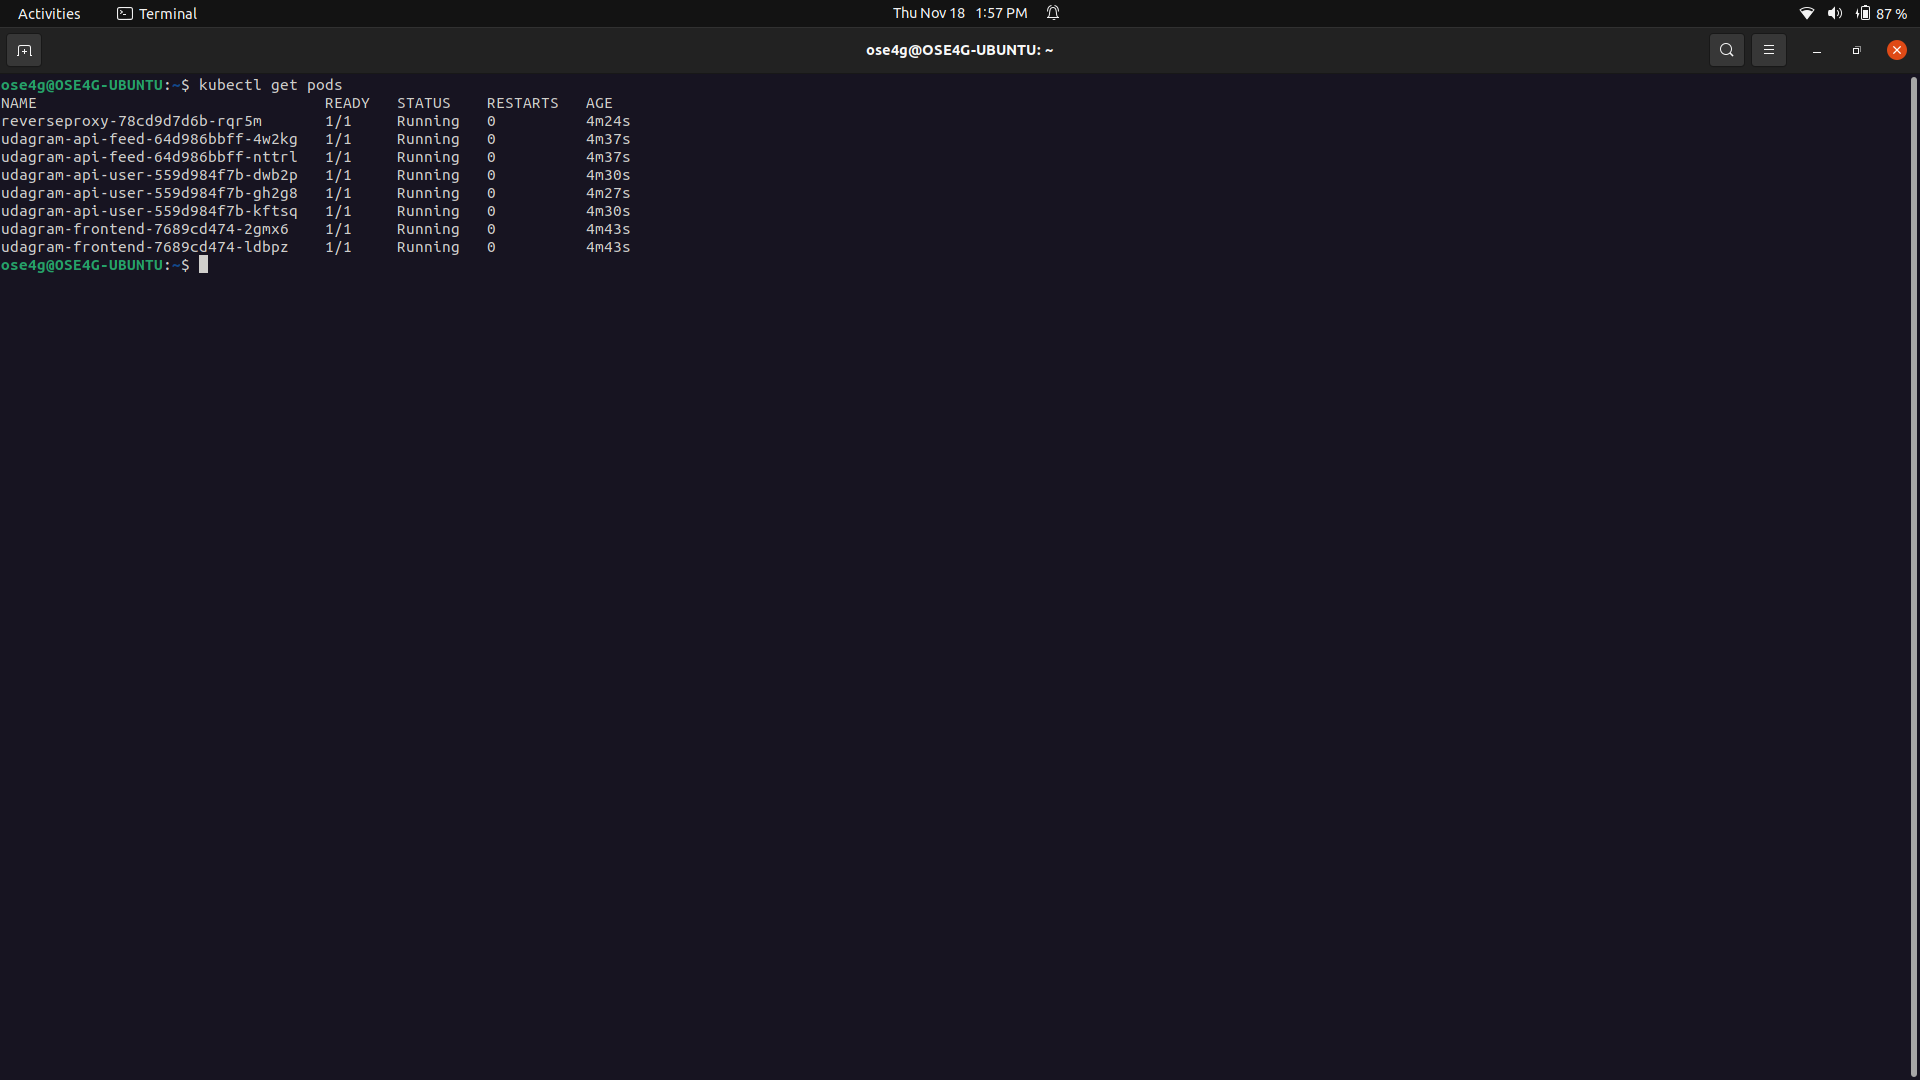 Activities Terminal Thu Nov 18 1:57 PM 87 %
ose4g@OSE4G-UBUNTU: ~
ose4g@OSE4G-UBUNTU:~$ kubectl get pods
NAME READY STATUS RESTARTS AGE
reverseproxy-78cd9d7d6b-rqr5m 1/1 Running 0 4m24s
udagram-api-feed-64d986bbff-4w2kg 1/1 Running 0 4m37s
udagram-api-feed-64d986bbff-nttrl 1/1 Running 0 4m37s
udagram-api-user-559d984f7b-dwb2p 1/1 Running 0 4m30s
udagram-api-user-559d984f7b-gh2g8 1/1 Running 0 4m27s
udagram-api-user-559d984f7b-kftsq 1/1 Running 0 4m30s
udagram-frontend-7689cd474-2gmx6 1/1 Running 0 4m43s
udagram-frontend-7689cd474-ldbpz 1/1 Running 0 4m43s
ose4g@OSE4G-UBUNTU:~$